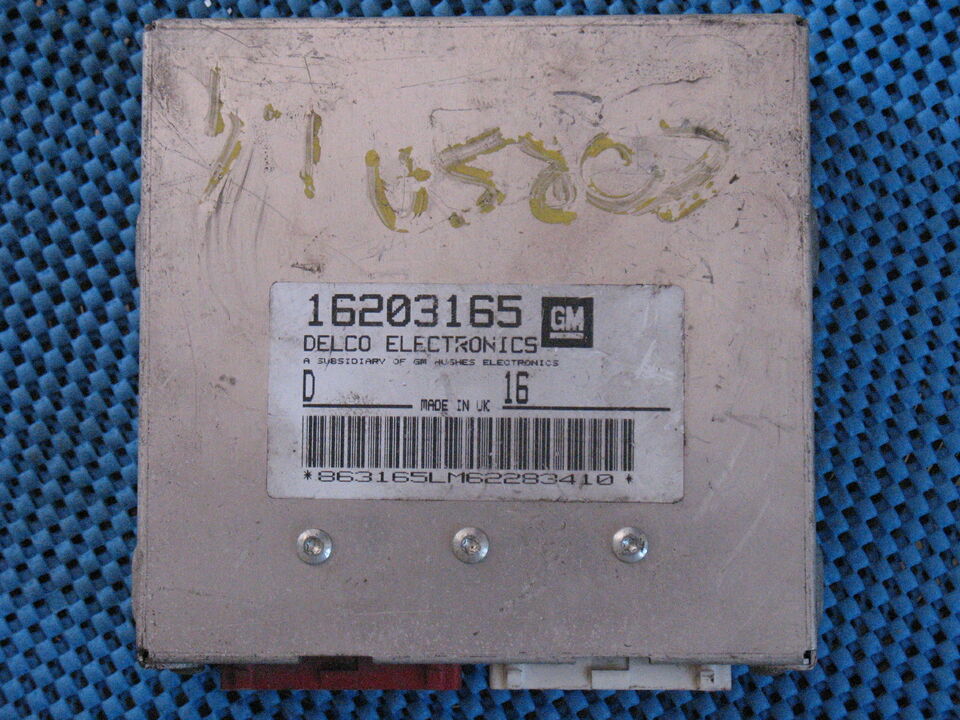 16203165 GM
DELCO ELECTRONICS
A SUBSIDIARY OF GM HUGHES ELECTRONICS
D 16
MADE IN UK
*863165LM62283410*